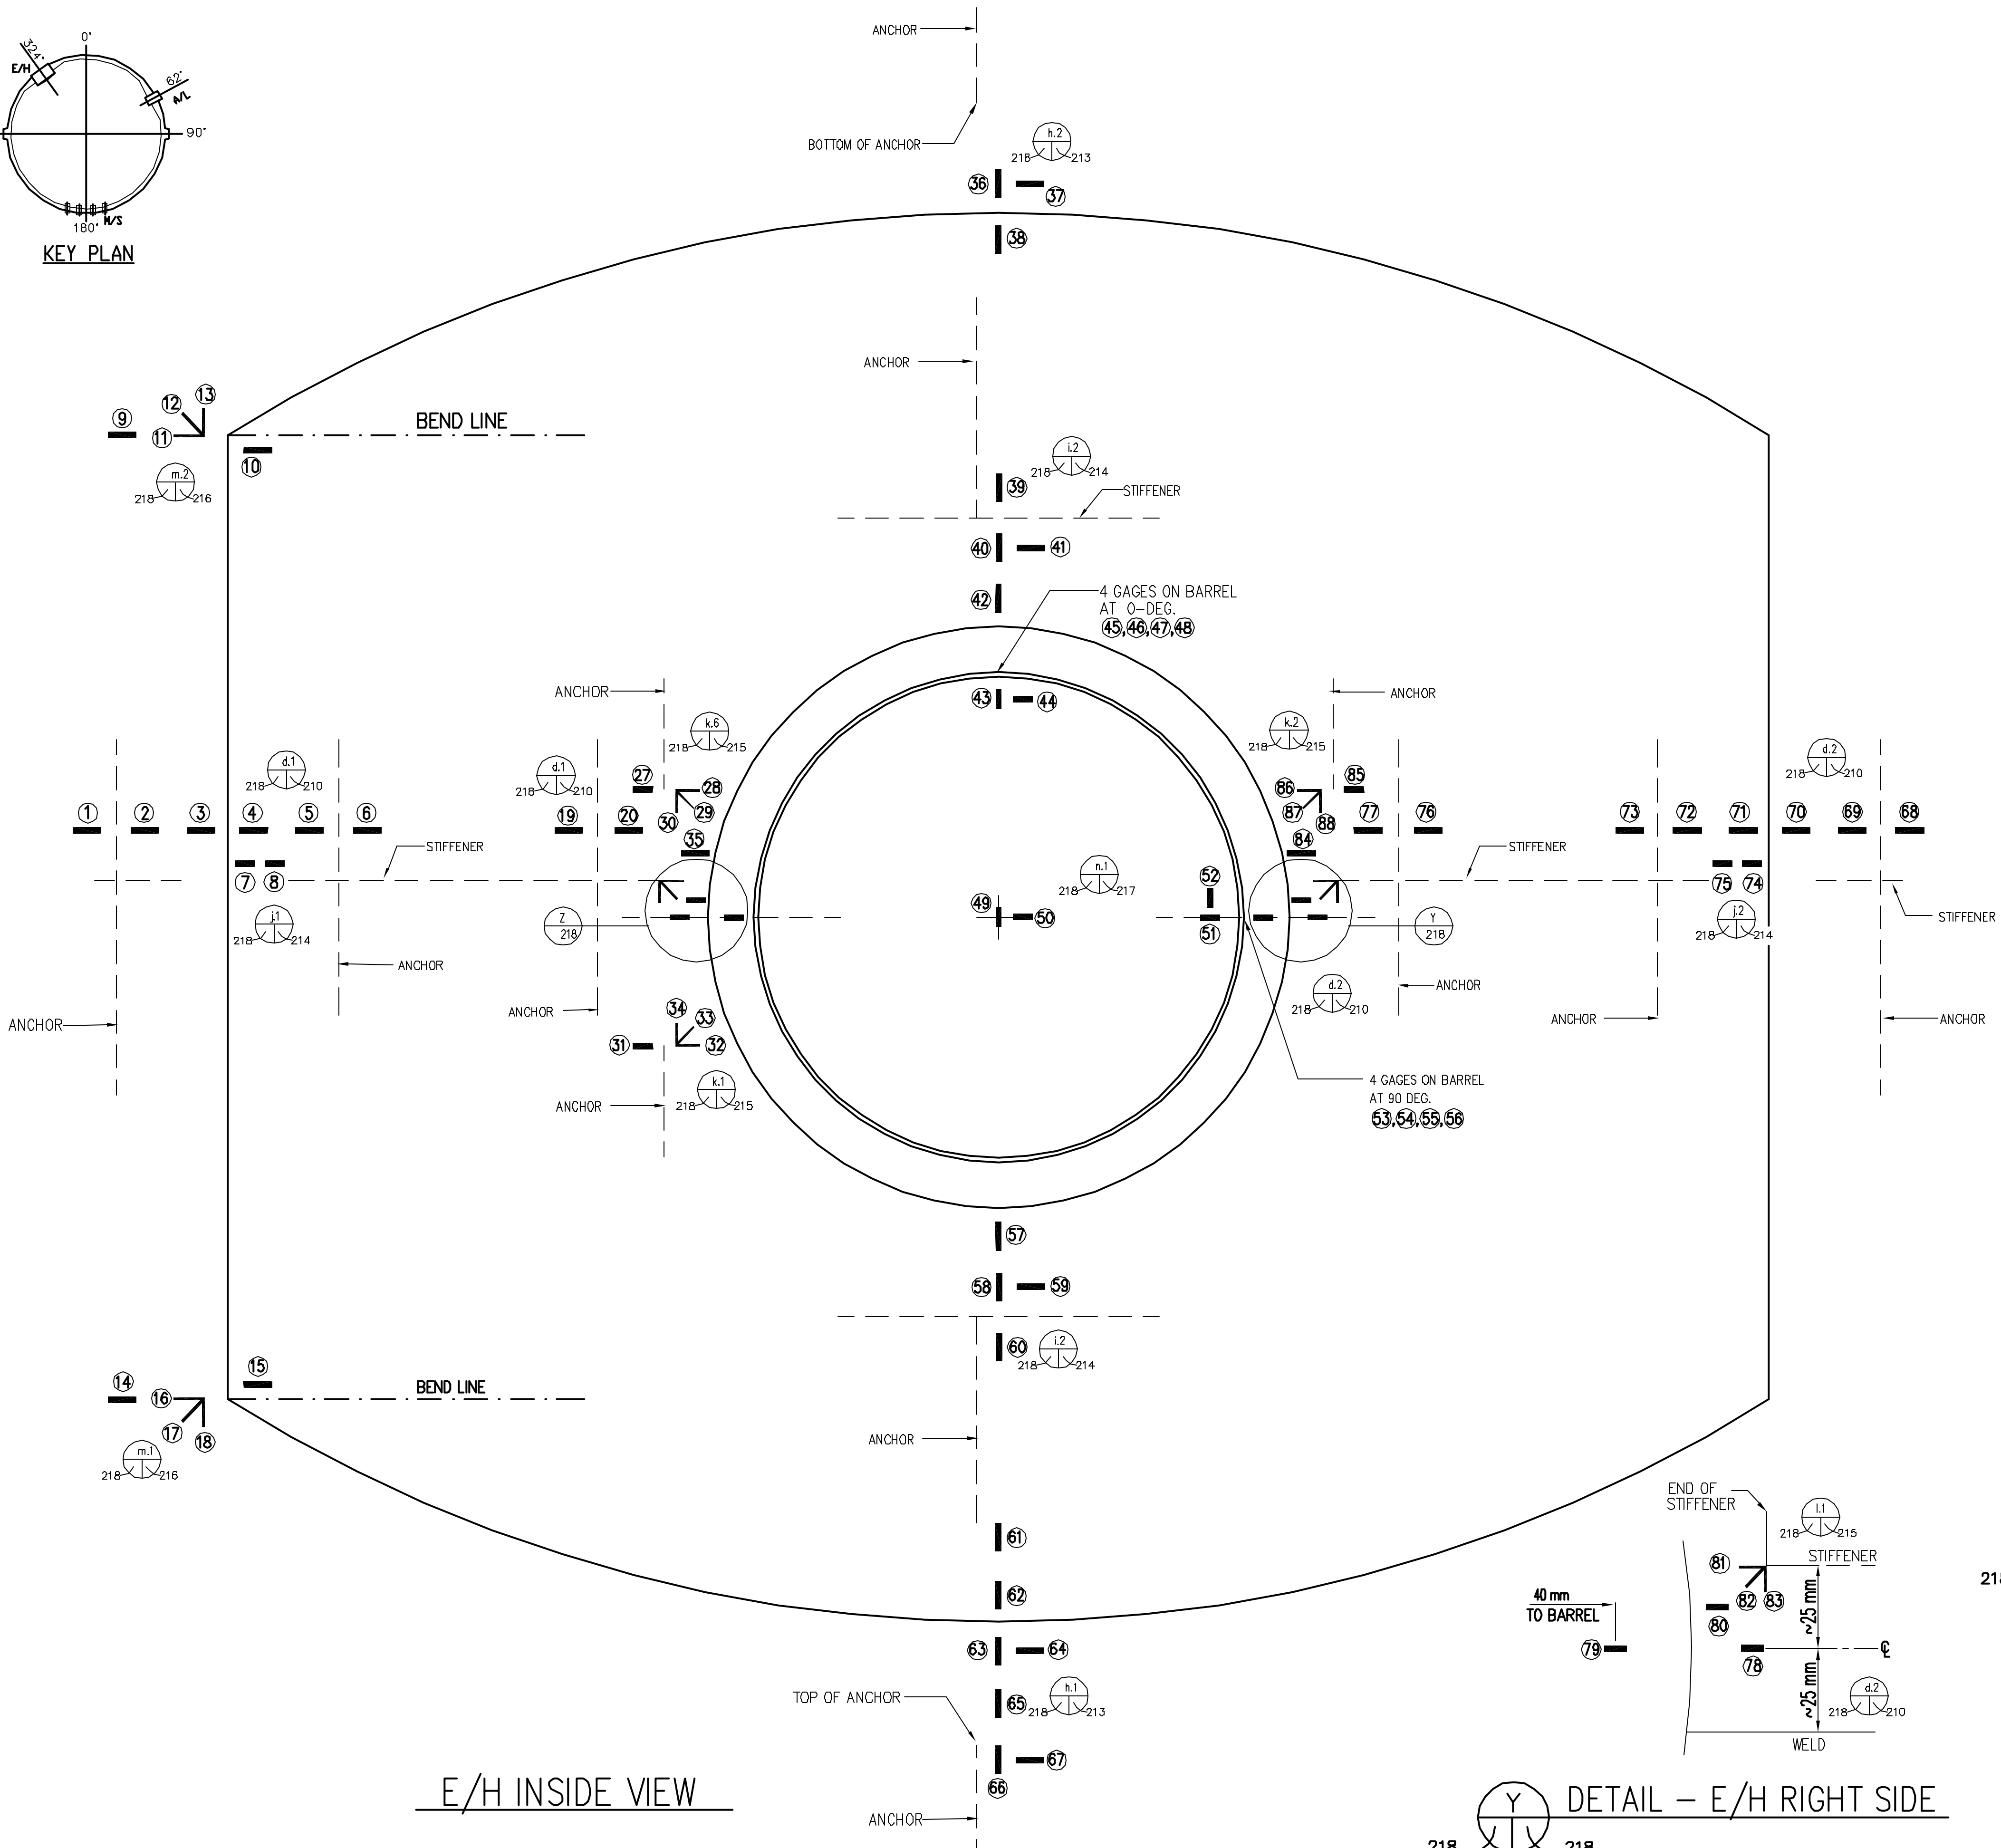 0°
324°
E/H
62°
A/L
90°
180°
M/S
KEY PLAN
ANCHOR
BOTTOM OF ANCHOR
h.2
218 213
36
37
38
ANCHOR
9
12
13
11
BEND LINE
10
m.2
218 216
i.2
218 214
39
STIFFENER
40
41
42
4 GAGES ON BARREL
AT 0-DEG.
45,46,47,48
ANCHOR
k.6
218 215
43
44
k.2
218 215
ANCHOR
d.1
218 210
d.1
218 210
27
28
29
30
86
87
88
85
d.2
218 210
1
2
3
4
5
6
19
20
35
84
77
76
73
72
71
70
69
68
STIFFENER
STIFFENER
7
8
n.1
218 217
52
75
74
j.1
218 214
Z
218
49
50
51
Y
218
j.2
218 214
STIFFENER
ANCHOR
ANCHOR
ANCHOR
d.2
218 210
ANCHOR
ANCHOR
ANCHOR
34
33
31
32
k.1
218 215
ANCHOR
4 GAGES ON BARREL
AT 90 DEG.
53,54,55,56
57
58
59
60
i.2
218 214
15
BEND LINE
14
16
17
18
m.1
218 216
ANCHOR
61
62
63
64
TOP OF ANCHOR
65
h.1
218 213
67
66
ANCHOR
END OF
STIFFENER
l.1
218 215
STIFFENER
81
82
83
40 mm
TO BARREL
80
~25 mm
79
78
℄
~25 mm
d.2
218 210
WELD
218
E/H INSIDE VIEW
Y
DETAIL - E/H RIGHT SIDE
218 218